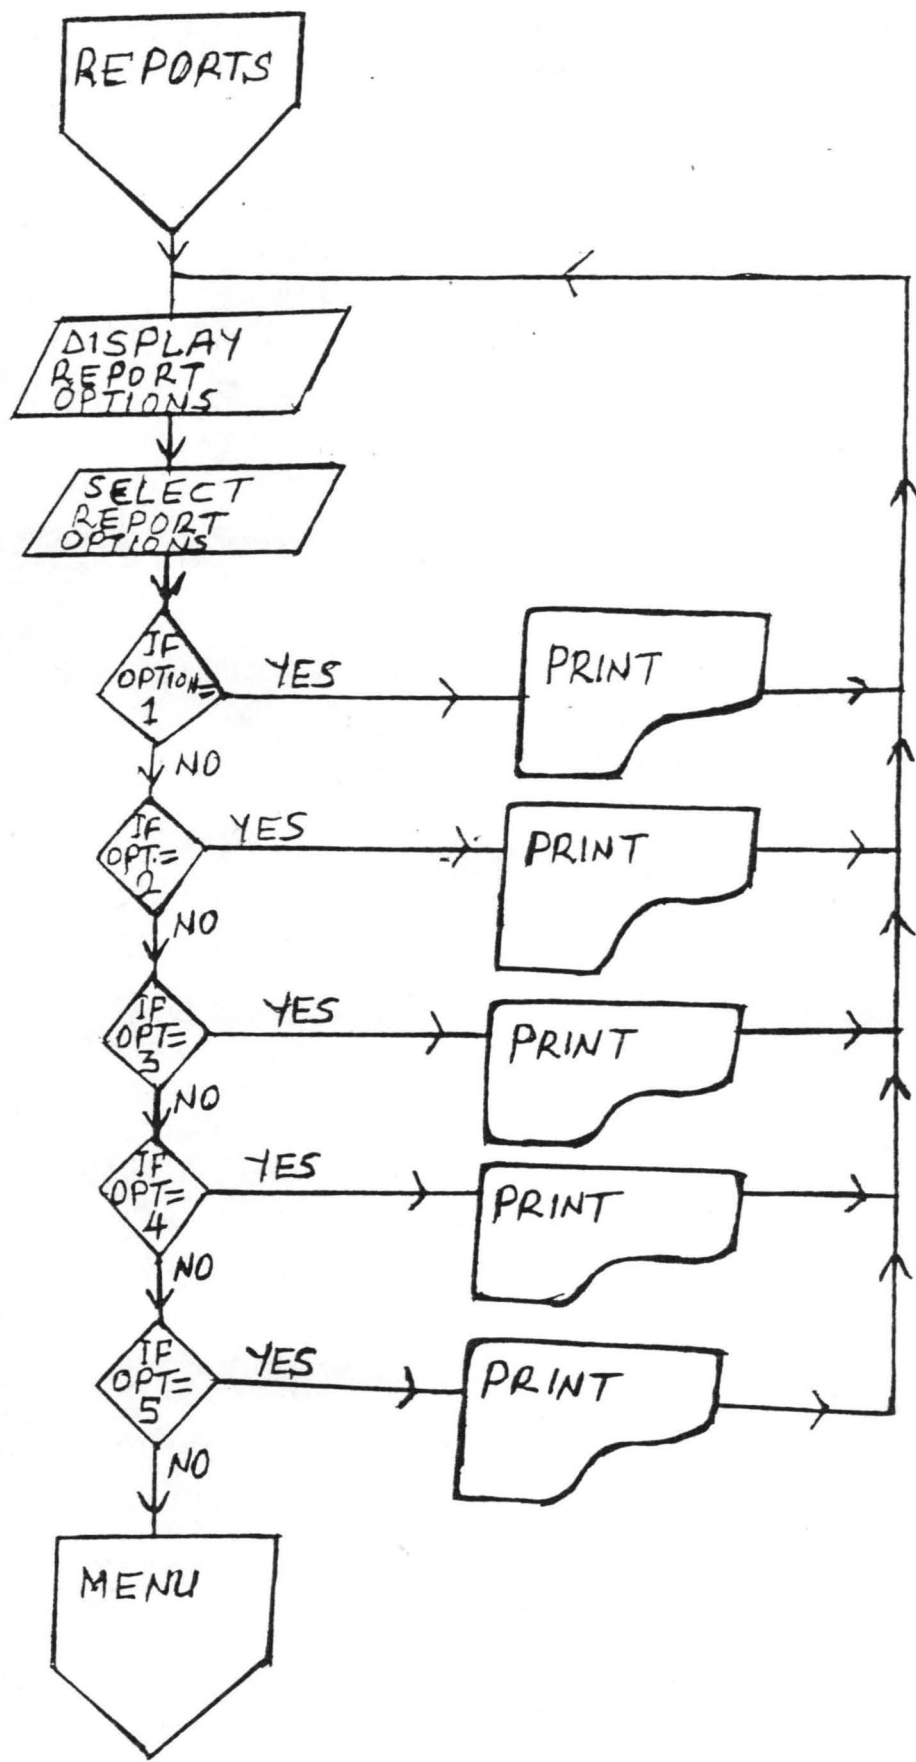 REPORTS
DISPLAY
REPORT
OPTIONS
SELECT
REPORT
OPTIONS
IF
OPTION=
1
YES
PRINT
NO
IF
OPT.=
2
YES
PRINT
NO
IF
OPT=
3
YES
PRINT
NO
IF
OPT=
4
YES
PRINT
NO
IF
OPT=
5
YES
PRINT
NO
MENU